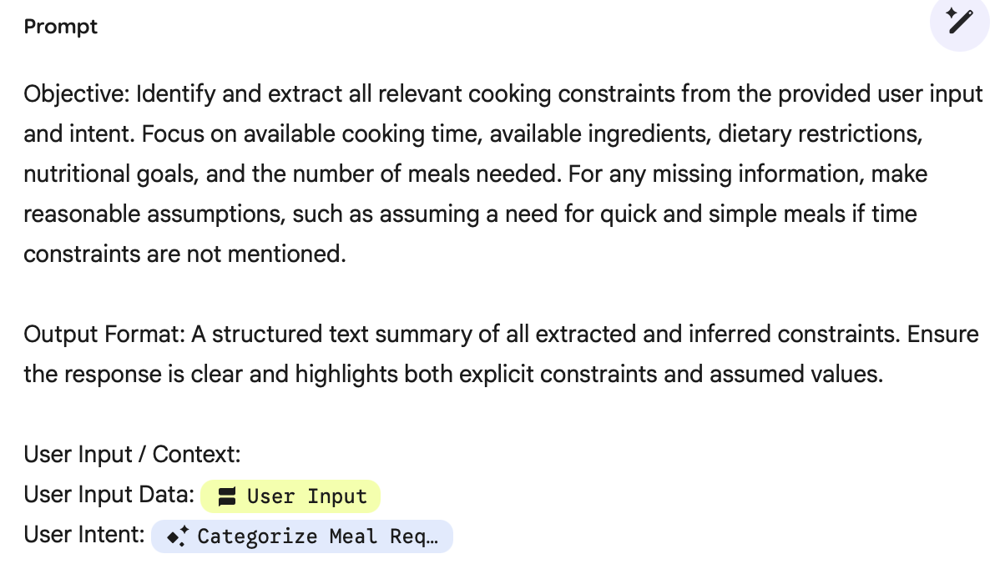 Prompt
Objective: Identify and extract all relevant cooking constraints from the provided user input
and intent. Focus on available cooking time, available ingredients, dietary restrictions,
nutritional goals, and the number of meals needed. For any missing information, make
reasonable assumptions, such as assuming a need for quick and simple meals if time
constraints are not mentioned.
Output Format: A structured text summary of all extracted and inferred constraints. Ensure
the response is clear and highlights both explicit constraints and assumed values.
User Input / Context:
User Input Data: User Input
User Intent: Categorize Meal Req…